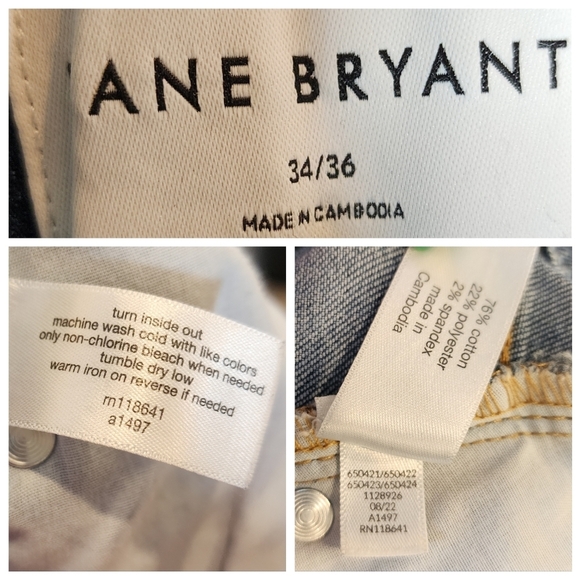 ANE BRYANT
34/36
MADE IN CAMBODIA
turn inside out
machine wash cold with like colors
only non-chlorine bleach when needed
tumble dry low
warm iron on reverse if needed
rn118641
a1497
76% cotton
22% polyester
2% spandex
made in
Cambodia
650421/650422
650423/650424
1128926
08/22
A1497
RN118641